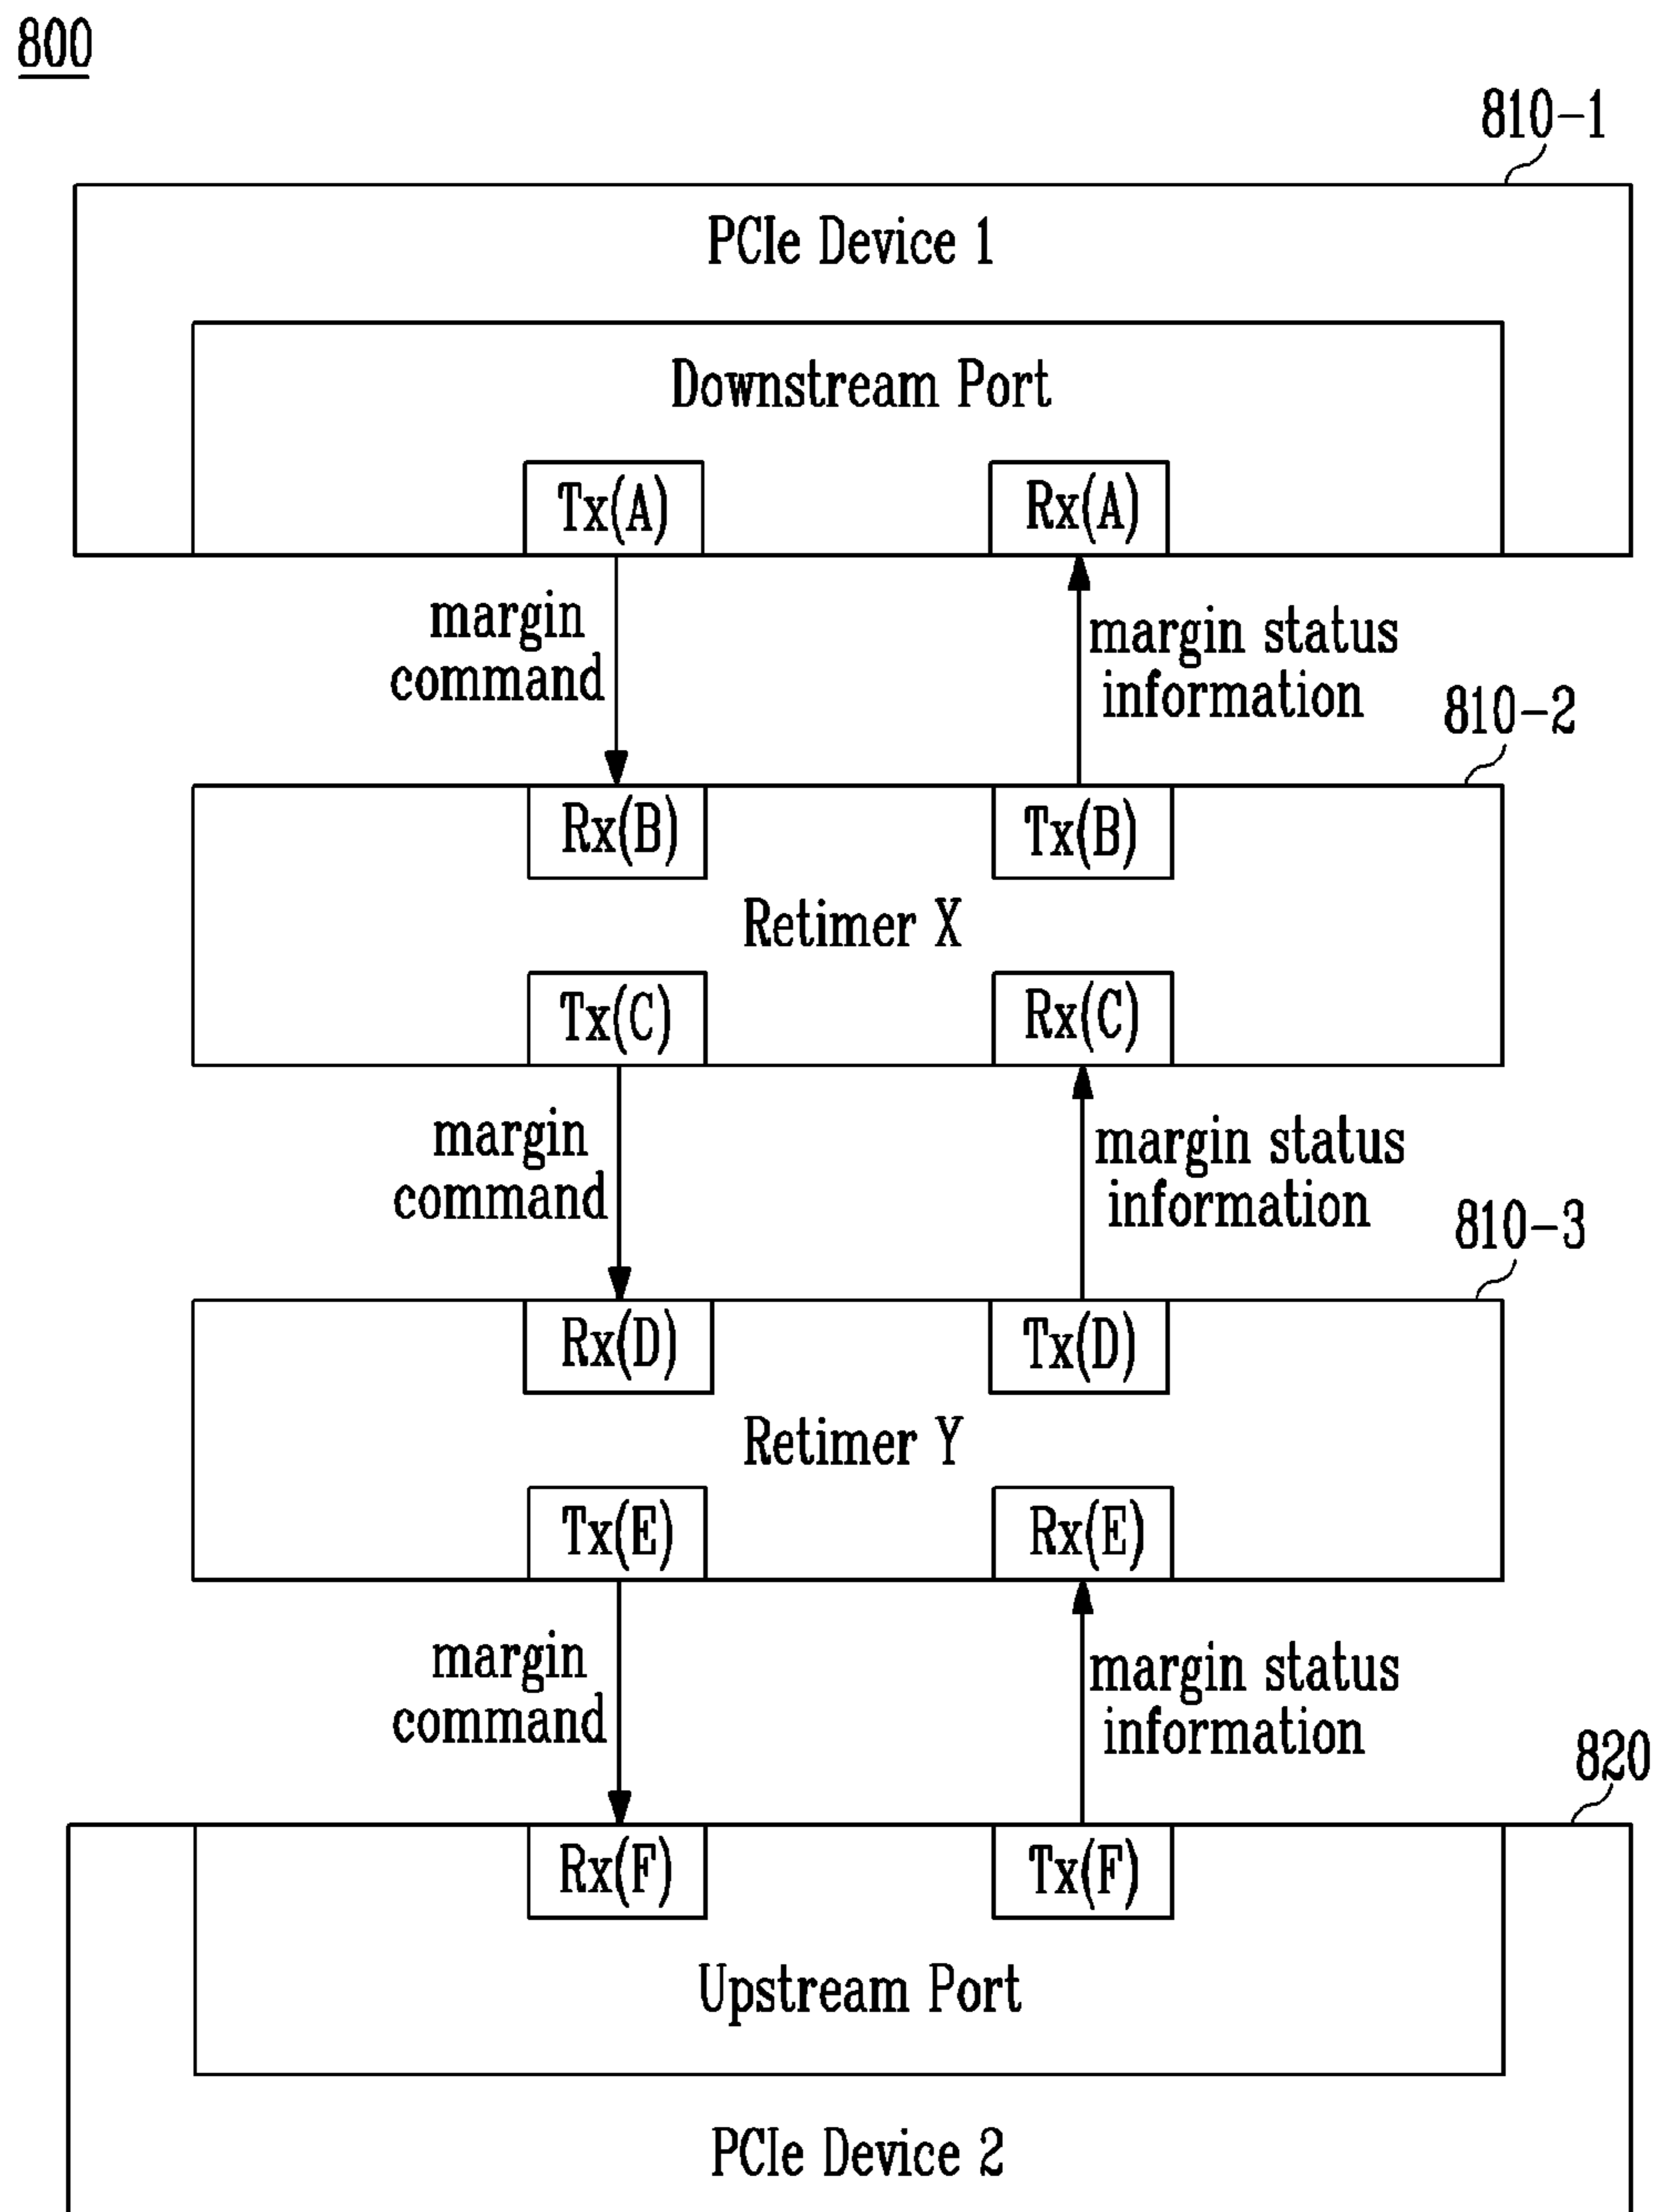 800
810-1
PCIe Device 1
Downstream Port
Tx(A)
Rx(A)
margin
command
margin status
information
810-2
Rx(B)
Tx(B)
Retimer X
Tx(C)
Rx(C)
margin
command
margin status
information
810-3
Rx(D)
Tx(D)
Retimer Y
Tx(E)
Rx(E)
margin
command
margin status
information
820
Rx(F)
Tx(F)
Upstream Port
PCIe Device 2